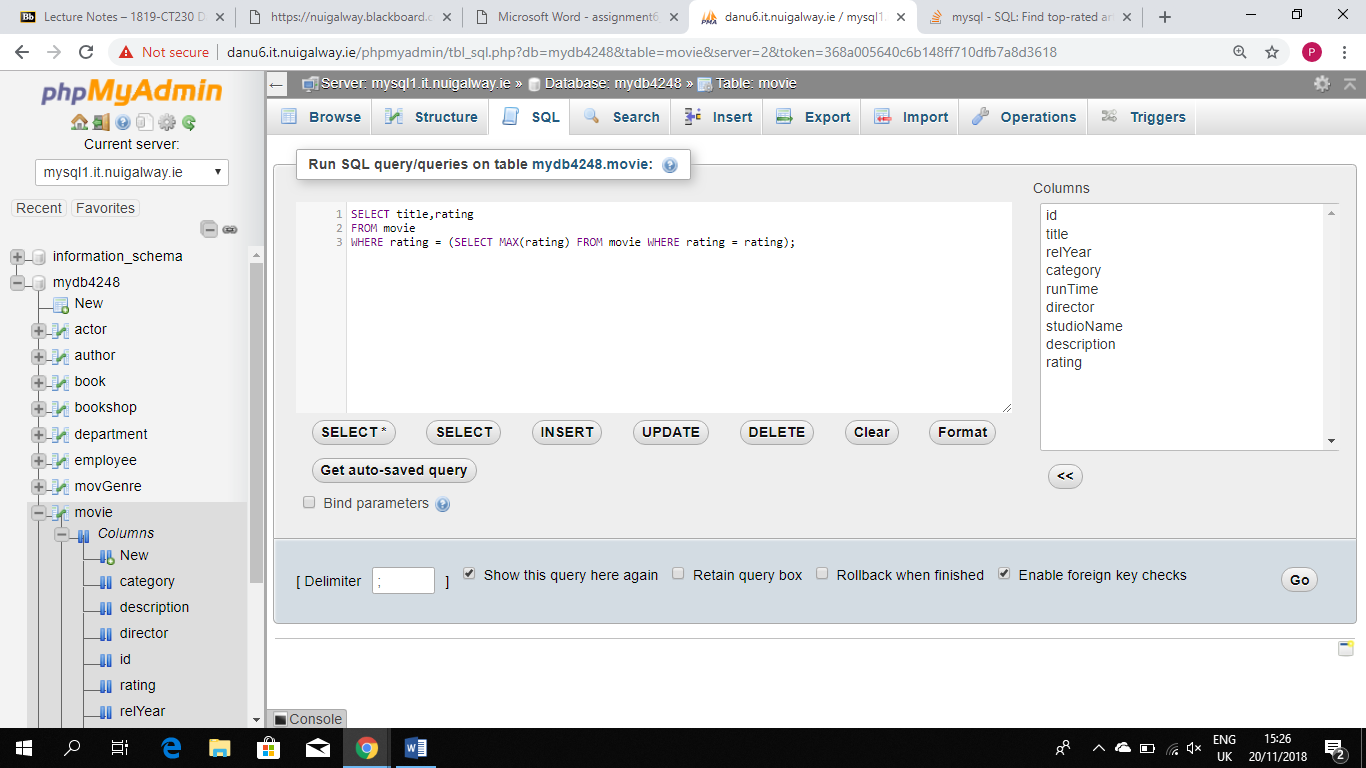 Lecture Notes – 1819-CT230 D
https://nuigalway.blackboard.c
Microsoft Word - assignment6
danu6.it.nuigalway.ie / mysql1.
mysql - SQL: Find top-rated an
Not secure | danu6.it.nuigalway.ie/phpmyadmin/tbl_sql.php?db=mydb4248&table=movie&server=2&token=368a005640c6b148ff710dfb7a8d3618
phpMyAdmin
Current server:
mysql1.it.nuigalway.ie
Recent Favorites
information_schema
mydb4248
New
actor
author
book
bookshop
department
employee
movGenre
movie
Columns
New
category
description
director
id
rating
relYear
Server: mysql1.it.nuigalway.ie » Database: mydb4248 » Table: movie
Browse Structure SQL Search Insert Export Import Operations Triggers
Run SQL query/queries on table mydb4248.movie:
1 SELECT title,rating
2 FROM movie
3 WHERE rating = (SELECT MAX(rating) FROM movie WHERE rating = rating);
Columns
id
title
relYear
category
runTime
director
studioName
description
rating
<<
SELECT * SELECT INSERT UPDATE DELETE Clear Format
Get auto-saved query
Bind parameters
[ Delimiter ; ] Show this query here again Retain query box Rollback when finished Enable foreign key checks Go
Console
ENG
UK
15:26
20/11/2018
2